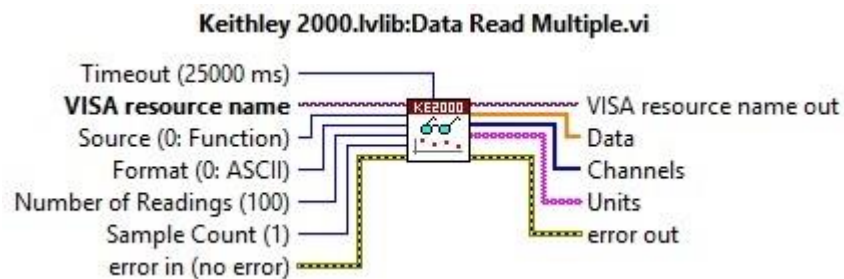 Keithley 2000.lvlib:Data Read Multiple.vi
Timeout (25000 ms)
VISA resource name
Source (0: Function)
Format (0: ASCII)
Number of Readings (100)
Sample Count (1)
error in (no error)
KE2000
VISA resource name out
Data
Channels
Units
error out